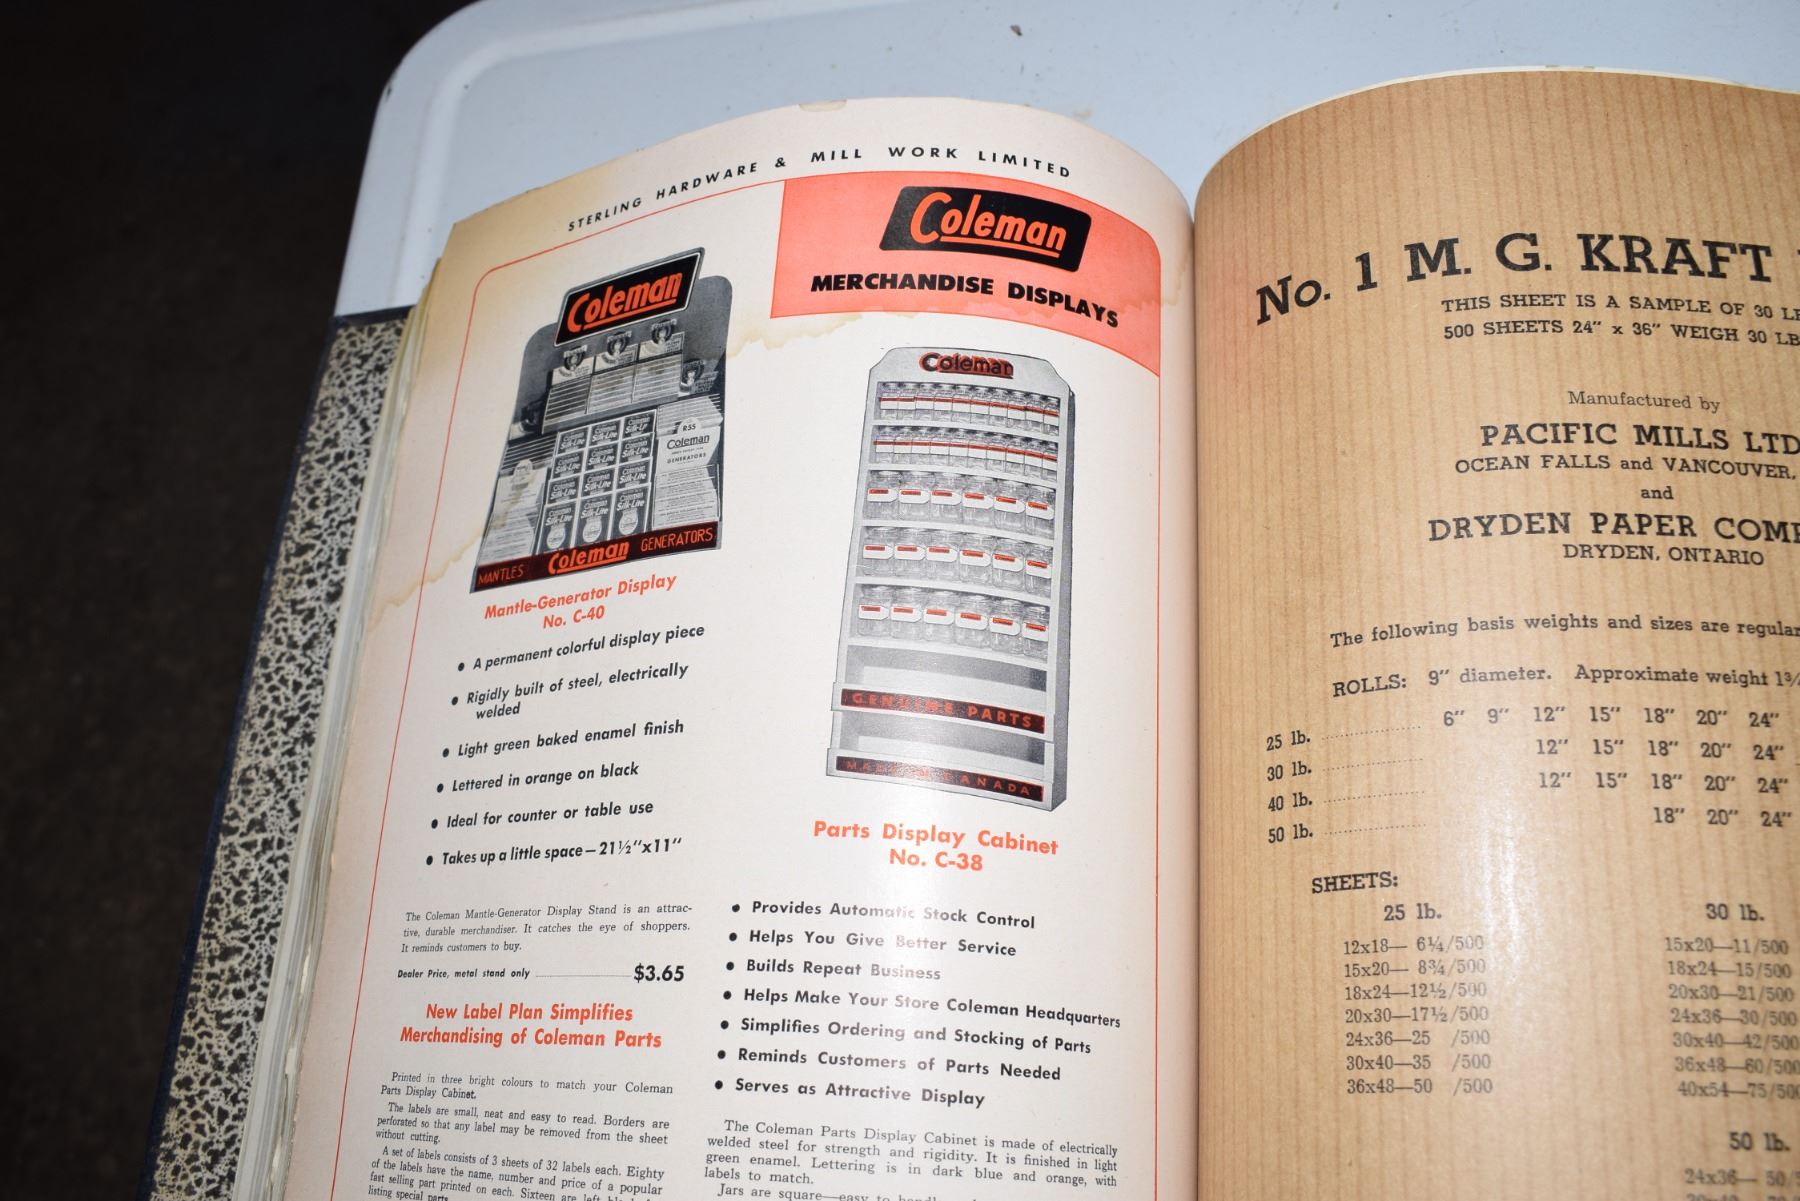 STERLING HARDWARE & MILL WORK LIMITED
Coleman
MERCHANDISE DISPLAYS
Coleman
R55
Coleman
GENERATORS
Coleman
Silk-Lite
MANTLES Coleman GENERATORS
Mantle-Generator Display
No. C-40
• A permanent colorful display piece
• Rigidly built of steel, electrically
welded
• Light green baked enamel finish
• Lettered in orange on black
• Ideal for counter or table use
• Takes up a little space—21½"x11"
The Coleman Mantle-Generator Display Stand is an attrac-
tive, durable merchandiser. It catches the eye of shoppers.
It reminds customers to buy.
Dealer Price, metal stand only ........ $3.65
New Label Plan Simplifies
Merchandising of Coleman Parts
Printed in three bright colours to match your Coleman
Parts Display Cabinet.
The labels are small, neat and easy to read. Borders are
perforated so that any label may be removed from the sheet
without cutting.
A set of labels consists of 3 sheets of 32 labels each. Eighty
of the labels have the name, number and price of a popular
fast selling part printed on each. Sixteen are left
listing special parts
Coleman
GENUINE PARTS
MADE IN CANADA
Parts Display Cabinet
No. C-38
• Provides Automatic Stock Control
• Helps You Give Better Service
• Builds Repeat Business
• Helps Make Your Store Coleman Headquarters
• Simplifies Ordering and Stocking of Parts
• Reminds Customers of Parts Needed
• Serves as Attractive Display
The Coleman Parts Display Cabinet is made of electrically
welded steel for strength and rigidity. It is finished in light
green enamel. Lettering is in dark blue and orange, with
labels to match.
Jars are square—easy to
No. 1 M. G. KRAFT
THIS SHEET IS A SAMPLE OF 30
500 SHEETS 24" x 36" WEIGH 30 LB
Manufactured by
PACIFIC MILLS LTD
OCEAN FALLS and VANCOUVER,
and
DRYDEN PAPER
DRYDEN, ONTARIO
The following basis weights and sizes are
ROLLS: 9" diameter. Approximate weight
25 lb. ........ 6" 9" 12" 15" 18" 20" 24"
30 lb. ........ 12" 15" 18" 20" 24"
40 lb. ........ 12" 15" 18" 20" 24"
50 lb. ........ 18" 20" 24"
SHEETS:
25 lb.
12x18— 6¼/500
15x20— 8¾/500
18x24—12½/500
20x30—17½/500
24x36—25 /500
30x40—35 /500
36x48—50 /500
30 lb.
15x20—11/500
18x24—15/500
20x30—21/500
24x36—30/500
30x40—42/500
36x48—60/500
40x54—75/500
50 lb.
24x36—